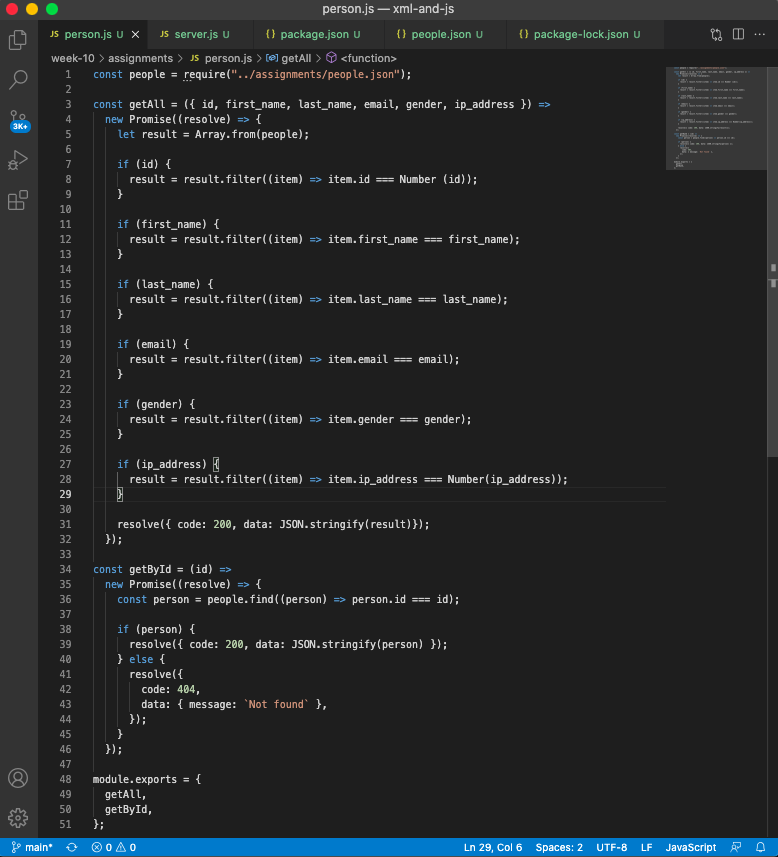 person.js — xml-and-js
JS person.js U JS server.js U {} package.json U {} people.json U {} package-lock.json U
week-10 > assignments > JS person.js > getAll > <function>
3K+
1 const people = require("../assignments/people.json");
2
3 const getAll = ({ id, first_name, last_name, email, gender, ip_address }) =>
4 new Promise((resolve) => {
5 let result = Array.from(people);
6
7 if (id) {
8 result = result.filter((item) => item.id === Number (id));
9 }
10
11 if (first_name) {
12 result = result.filter((item) => item.first_name === first_name);
13 }
14
15 if (last_name) {
16 result = result.filter((item) => item.last_name === last_name);
17 }
18
19 if (email) {
20 result = result.filter((item) => item.email === email);
21 }
22
23 if (gender) {
24 result = result.filter((item) => item.gender === gender);
25 }
26
27 if (ip_address) {
28 result = result.filter((item) => item.ip_address === Number(ip_address));
29 }
30
31 resolve({ code: 200, data: JSON.stringify(result)});
32 });
33
34 const getById = (id) =>
35 new Promise((resolve) => {
36 const person = people.find((person) => person.id === id);
37
38 if (person) {
39 resolve({ code: 200, data: JSON.stringify(person) });
40 } else {
41 resolve({
42 code: 404,
43 data: { message: `Not found` },
44 });
45 }
46 });
47
48 module.exports = {
49 getAll,
50 getById,
51 };
main* 0 0 Ln 29, Col 6 Spaces: 2 UTF-8 LF JavaScript